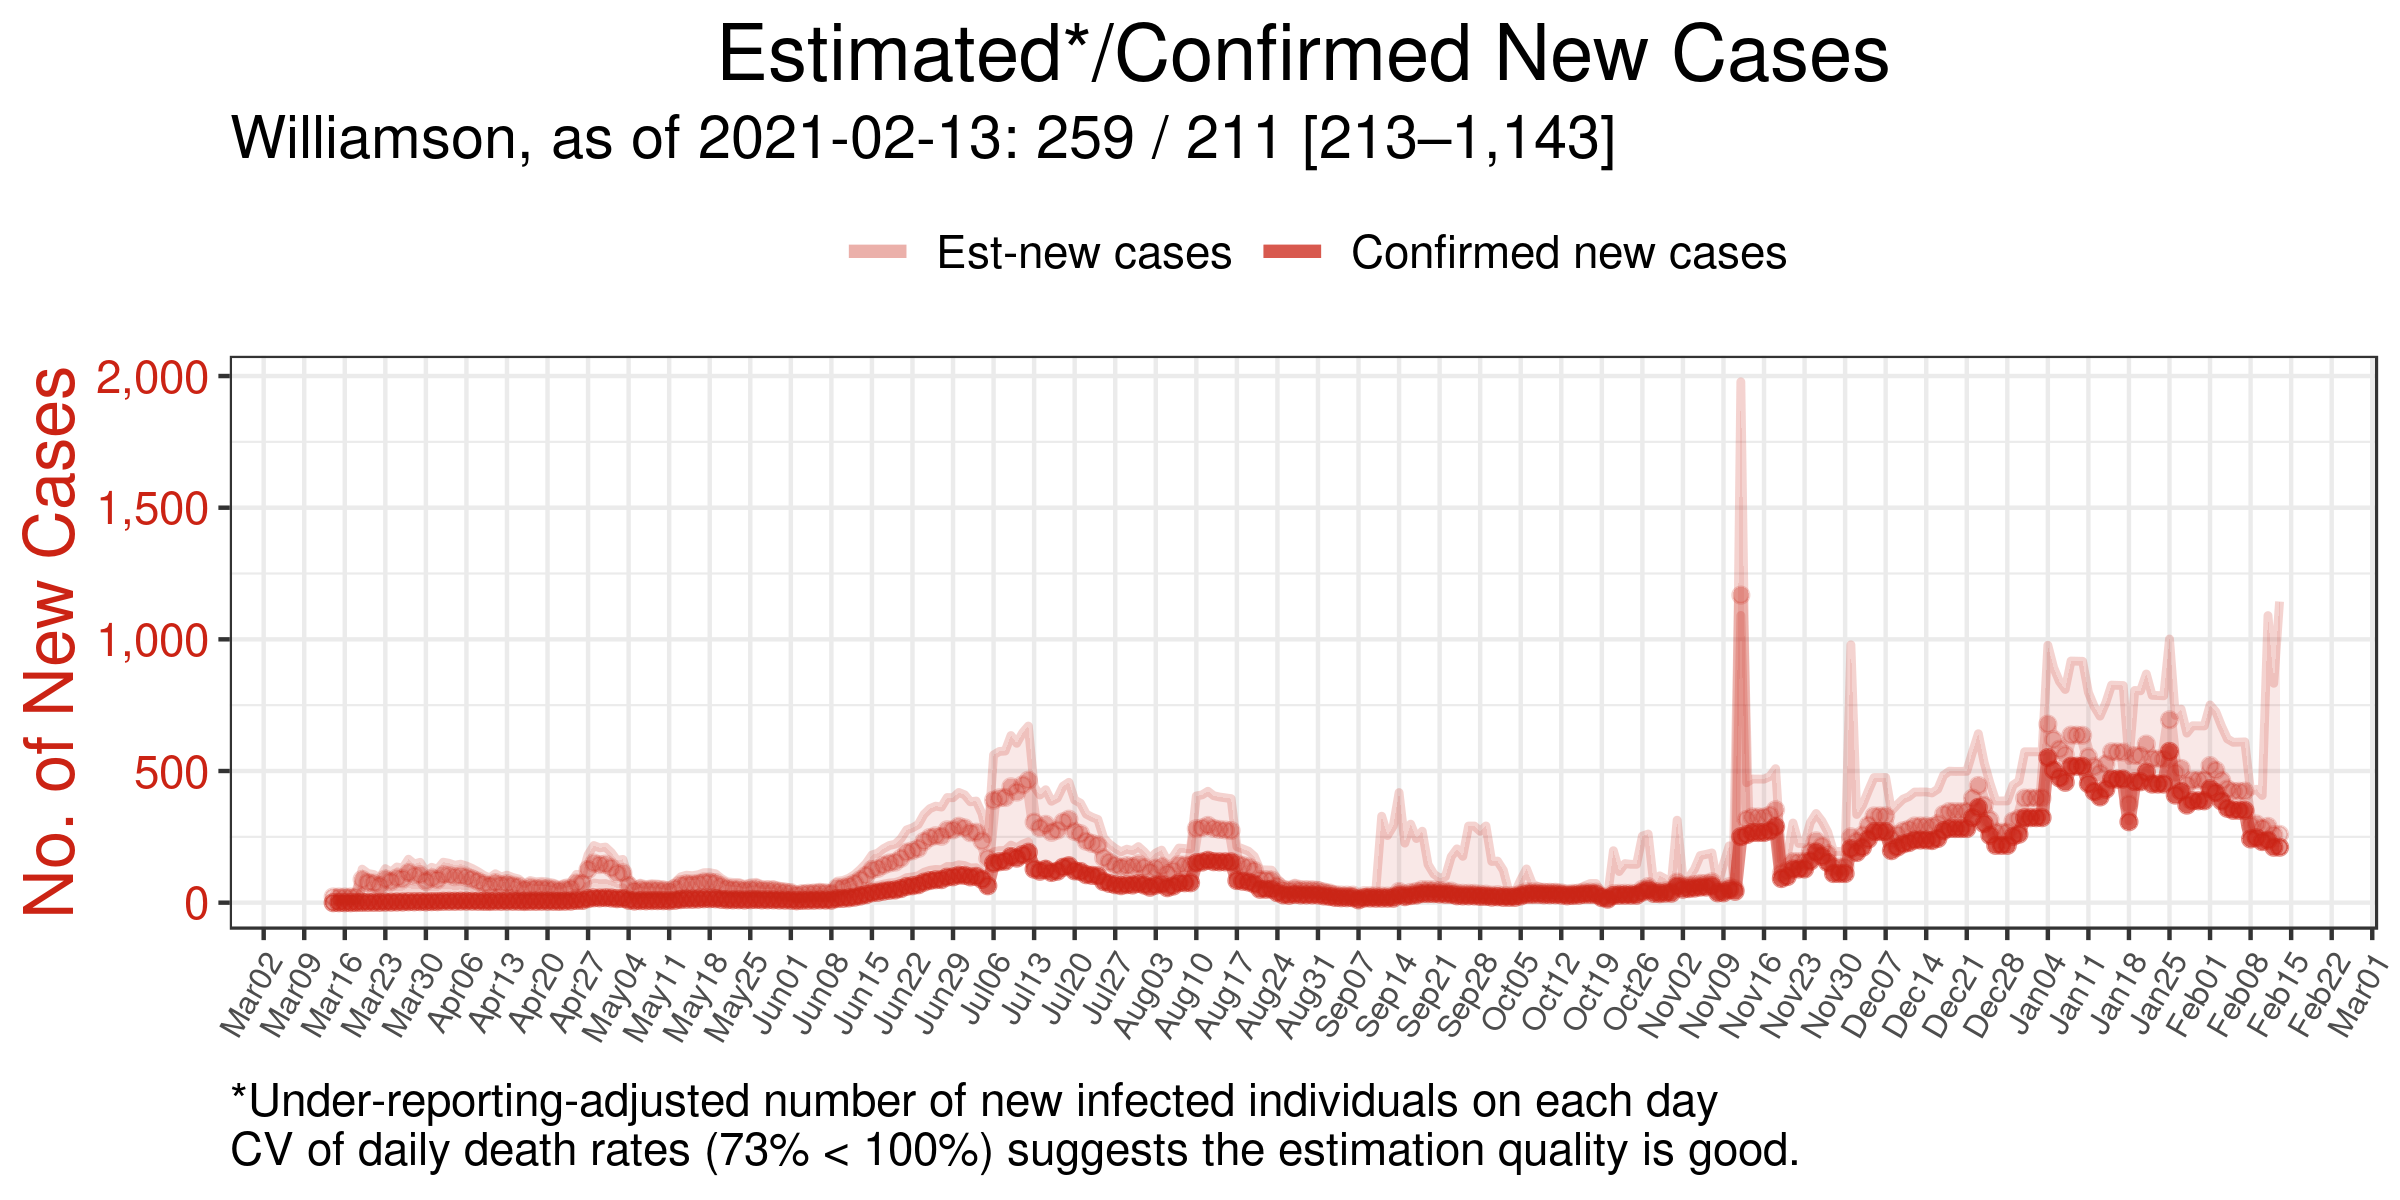 Estimated*/Confirmed New Cases
Williamson, as of 2021-02-13: 259 / 211 [213–1,143]
Est-new cases Confirmed new cases
No. of New Cases
2,000
1,500
1,000
500
0
Mar02 Mar09 Mar16 Mar23 Mar30 Apr06 Apr13 Apr20 Apr27 May04 May11 May18 May25 Jun01 Jun08 Jun15 Jun22 Jun29 Jul06 Jul13 Jul20 Jul27 Aug03 Aug10 Aug17 Aug24 Aug31 Sep07 Sep14 Sep21 Sep28 Oct05 Oct12 Oct19 Oct26 Nov02 Nov09 Nov16 Nov23 Nov30 Dec07 Dec14 Dec21 Dec28 Jan04 Jan11 Jan18 Jan25 Feb01 Feb08 Feb15 Feb22 Mar01
*Under-reporting-adjusted number of new infected individuals on each day
CV of daily death rates (73% < 100%) suggests the estimation quality is good.